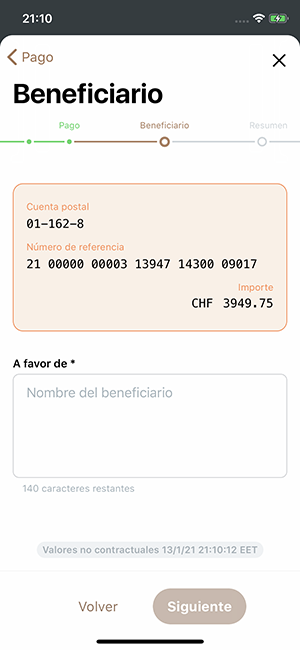 21:10
Pago
Beneficiario
Pago Beneficiario Resumen
Cuenta postal
01-162-8
Número de referencia
21 00000 00003 13947 14300 09017
Importe
CHF 3949.75
A favor de *
Nombre del beneficiario
140 caracteres restantes
Valores no contractuales 13/1/21 21:10:12 EET
Volver Siguiente